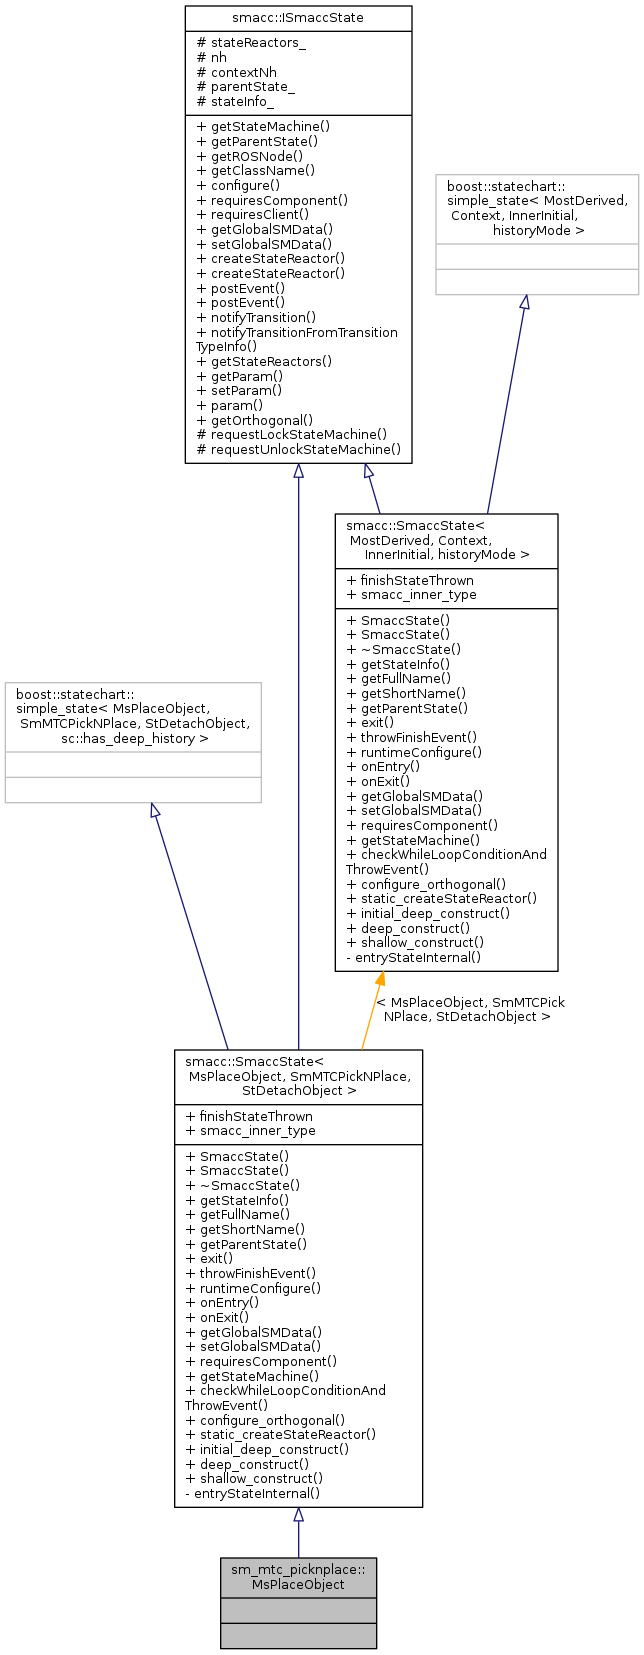 smacc::ISmaccState
# stateReactors_
# nh
# contextNh
# parentState_
# stateInfo_
+ getStateMachine()
+ getParentState()
+ getROSNode()
+ getClassName()
+ configure()
+ requiresComponent()
+ requiresClient()
+ getGlobalSMData()
+ setGlobalSMData()
+ createStateReactor()
+ createStateReactor()
+ postEvent()
+ postEvent()
+ notifyTransition()
+ notifyTransitionFromTransition
TypeInfo()
+ getStateReactors()
+ getParam()
+ setParam()
+ param()
+ getOrthogonal()
# requestLockStateMachine()
# requestUnlockStateMachine()
boost::statechart::
simple_state< MostDerived,
Context, InnerInitial,
historyMode >
smacc::SmaccState<
MostDerived, Context,
InnerInitial, historyMode >
+ finishStateThrown
+ smacc_inner_type
+ SmaccState()
+ SmaccState()
+ ~SmaccState()
+ getStateInfo()
+ getFullName()
+ getShortName()
+ getParentState()
+ exit()
+ throwFinishEvent()
+ runtimeConfigure()
+ onEntry()
+ onExit()
+ getGlobalSMData()
+ setGlobalSMData()
+ requiresComponent()
+ getStateMachine()
+ checkWhileLoopConditionAnd
ThrowEvent()
+ configure_orthogonal()
+ static_createStateReactor()
+ initial_deep_construct()
+ deep_construct()
+ shallow_construct()
- entryStateInternal()
boost::statechart::
simple_state< MsPlaceObject,
SmMTCPickNPlace, StDetachObject,
sc::has_deep_history >
< MsPlaceObject, SmMTCPick
NPlace, StDetachObject >
smacc::SmaccState<
MsPlaceObject, SmMTCPickNPlace,
StDetachObject >
+ finishStateThrown
+ smacc_inner_type
+ SmaccState()
+ SmaccState()
+ ~SmaccState()
+ getStateInfo()
+ getFullName()
+ getShortName()
+ getParentState()
+ exit()
+ throwFinishEvent()
+ runtimeConfigure()
+ onEntry()
+ onExit()
+ getGlobalSMData()
+ setGlobalSMData()
+ requiresComponent()
+ getStateMachine()
+ checkWhileLoopConditionAnd
ThrowEvent()
+ configure_orthogonal()
+ static_createStateReactor()
+ initial_deep_construct()
+ deep_construct()
+ shallow_construct()
- entryStateInternal()
sm_mtc_picknplace::
MsPlaceObject